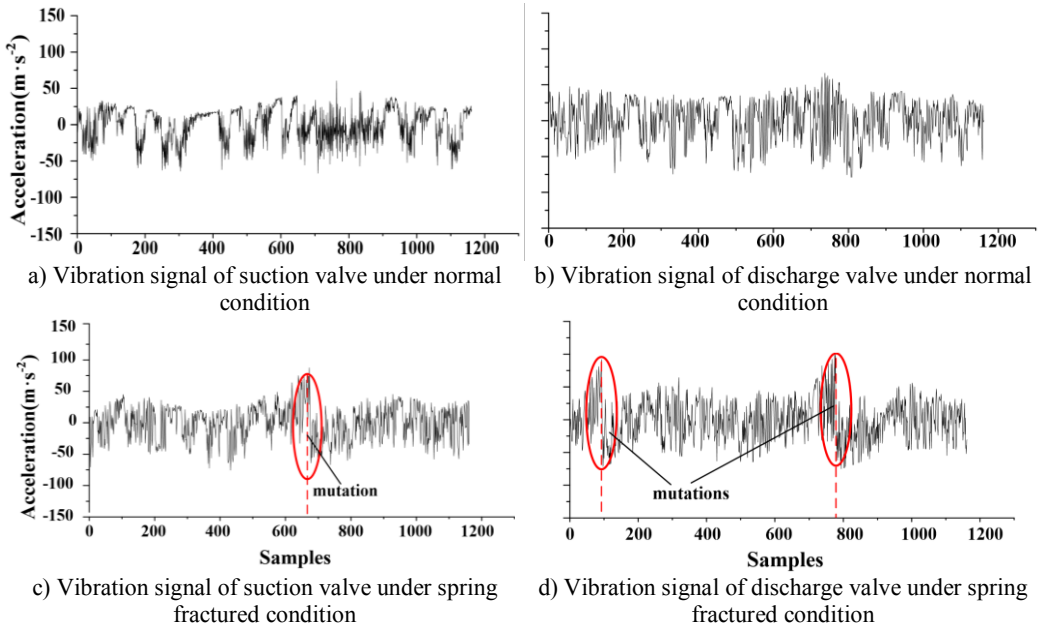 150
100
50
0
-50
-100
-150
Acceleration(m·s-2)
0 200 400 600 800 1000 1200
0 200 400 600 800 1000 1200
a) Vibration signal of suction valve under normal
condition
b) Vibration signal of discharge valve under normal
condition
150
100
50
0
-50
-100
-150
Acceleration(m·s-2)
mutation
mutations
0 200 400 600 800 1000 1200
0 200 400 600 800 1000 1200
Samples
Samples
c) Vibration signal of suction valve under spring
fractured condition
d) Vibration signal of discharge valve under spring
fractured condition